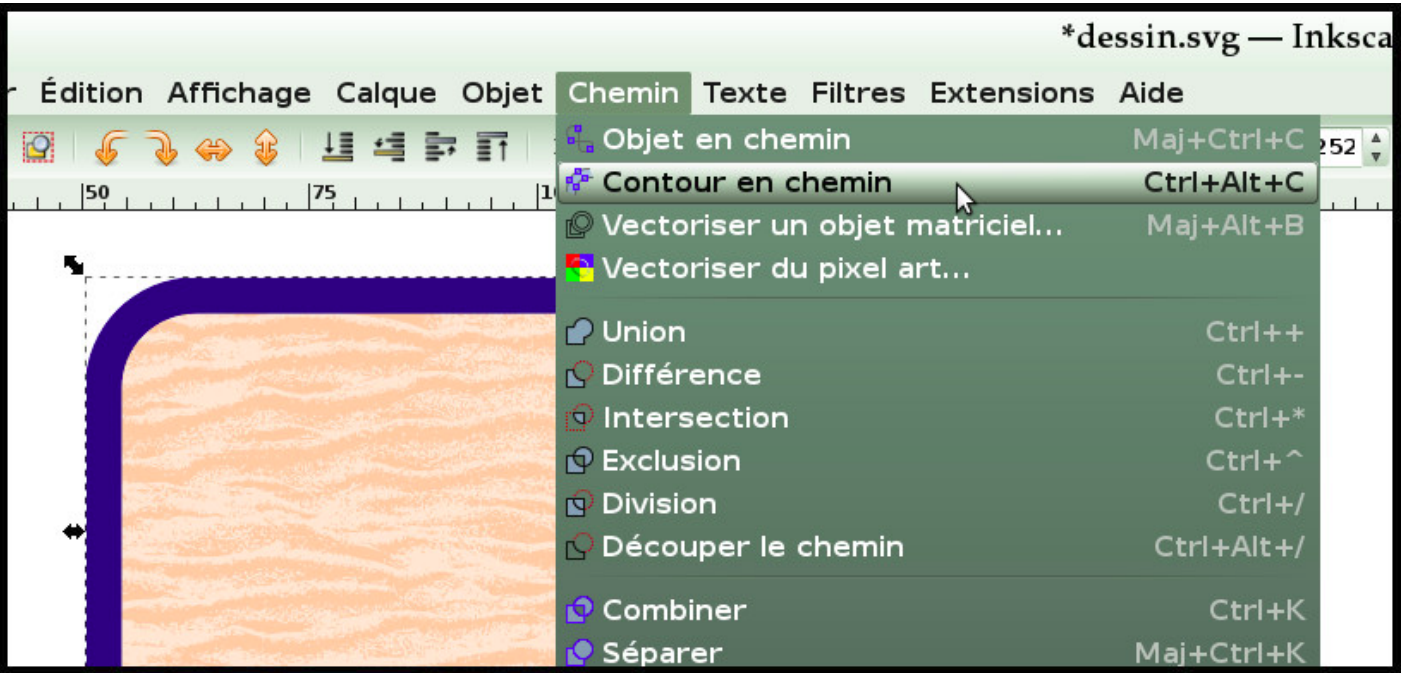 *dessin.svg — Inksca
r Édition Affichage Calque Objet Chemin Texte Filtres Extensions Aide
Objet en chemin Maj+Ctrl+C 252
Contour en chemin Ctrl+Alt+C
50 75 10
Vectoriser un objet matriciel... Maj+Alt+B
Vectoriser du pixel art...
Union Ctrl++
Différence Ctrl+-
Intersection Ctrl+*
Exclusion Ctrl+^
Division Ctrl+/
Découper le chemin Ctrl+Alt+/
Combiner Ctrl+K
Séparer Maj+Ctrl+K